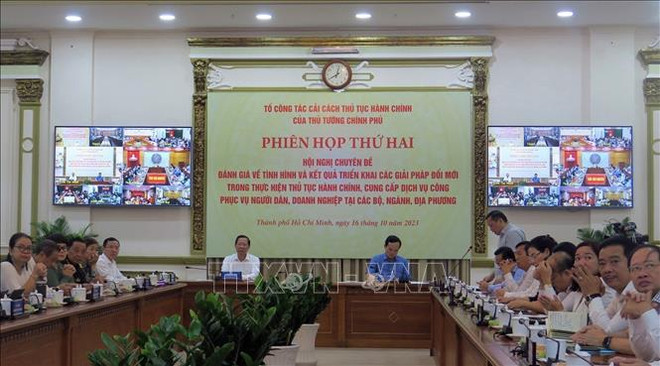 TỔ CÔNG TÁC CẢI CÁCH THỦ TỤC HÀNH CHÍNH
CỦA THỦ TƯỚNG CHÍNH PHỦ
PHIÊN HỌP THỨ HAI
HỘI NGHỊ CHUYÊN ĐỀ
ĐÁNH GIÁ VỀ TÌNH HÌNH VÀ KẾT QUẢ TRIỂN KHAI CÁC GIẢI PHÁP ĐỔI MỚI
TRONG THỰC HIỆN THỦ TỤC HÀNH CHÍNH, CUNG CẤP DỊCH VỤ CÔNG
PHỤC VỤ NGƯỜI DÂN, DOANH NGHIỆP TẠI CÁC BỘ, NGÀNH, ĐỊA PHƯƠNG
Thành phố Hồ Chí Minh, ngày 16 tháng 10 năm 2023
TTXVN - VNA